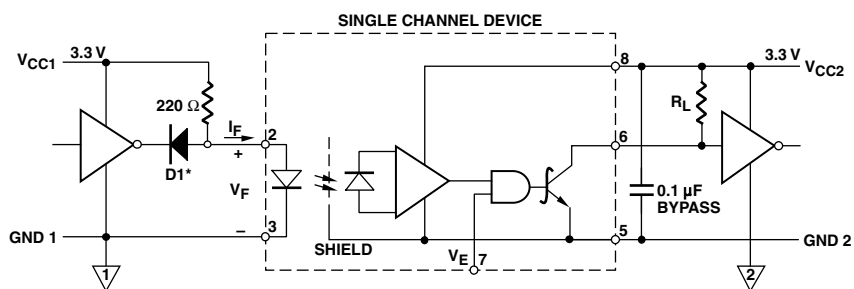 SINGLE CHANNEL DEVICE
VCC1
3.3 V
220 Ω
D1*
IF
+
2
VF
–
3
GND 1
1
SHIELD
VE
7
8
6
5
RL
3.3 V
VCC2
0.1 µF
BYPASS
GND 2
2